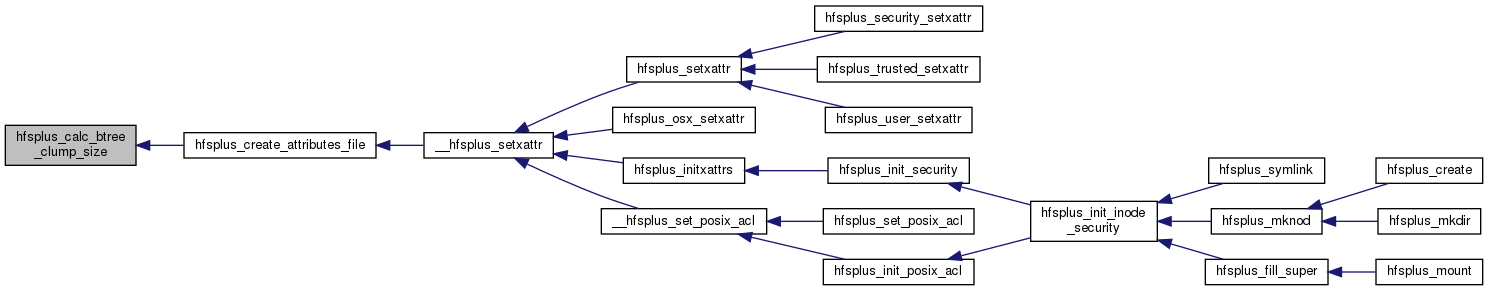 hfsplus_calc_btree
_clump_size
hfsplus_create_attributes_file
__hfsplus_setxattr
hfsplus_setxattr
hfsplus_security_setxattr
hfsplus_trusted_setxattr
hfsplus_user_setxattr
hfsplus_osx_setxattr
hfsplus_initxattrs
hfsplus_init_security
__hfsplus_set_posix_acl
hfsplus_set_posix_acl
hfsplus_init_posix_acl
hfsplus_init_inode
_security
hfsplus_symlink
hfsplus_mknod
hfsplus_create
hfsplus_mkdir
hfsplus_fill_super
hfsplus_mount